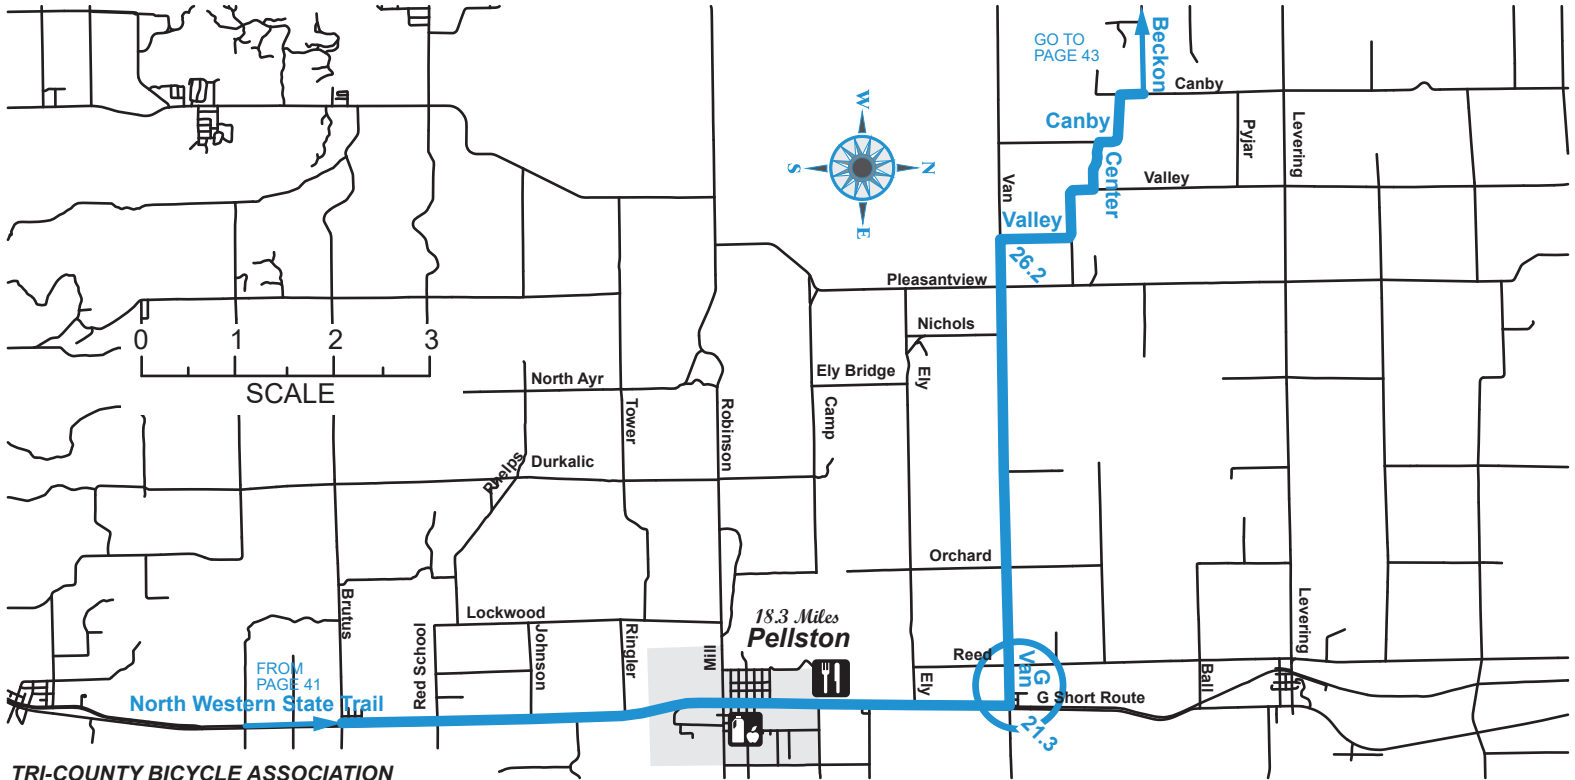 GO TO
PAGE 43
Beckon
Canby
Canby
Pyjar
Levering
Center
Valley
Van
Valley
W
N
S
E
26.2
Pleasantview
0 1 2 3
SCALE
Nichols
Ely
Ely Bridge
North Ayr
Tower
Robinson
Camp
Phelps
Durkalic
Orchard
Brutus
Lockwood
Red School
Johnson
Ringler
Mill
18.3 Miles
Pellston
Reed
Ely
Van
G
G Short Route
Ball
Levering
21.3
FROM
PAGE 41
North Western State Trail
TRI-COUNTY BICYCLE ASSOCIATION